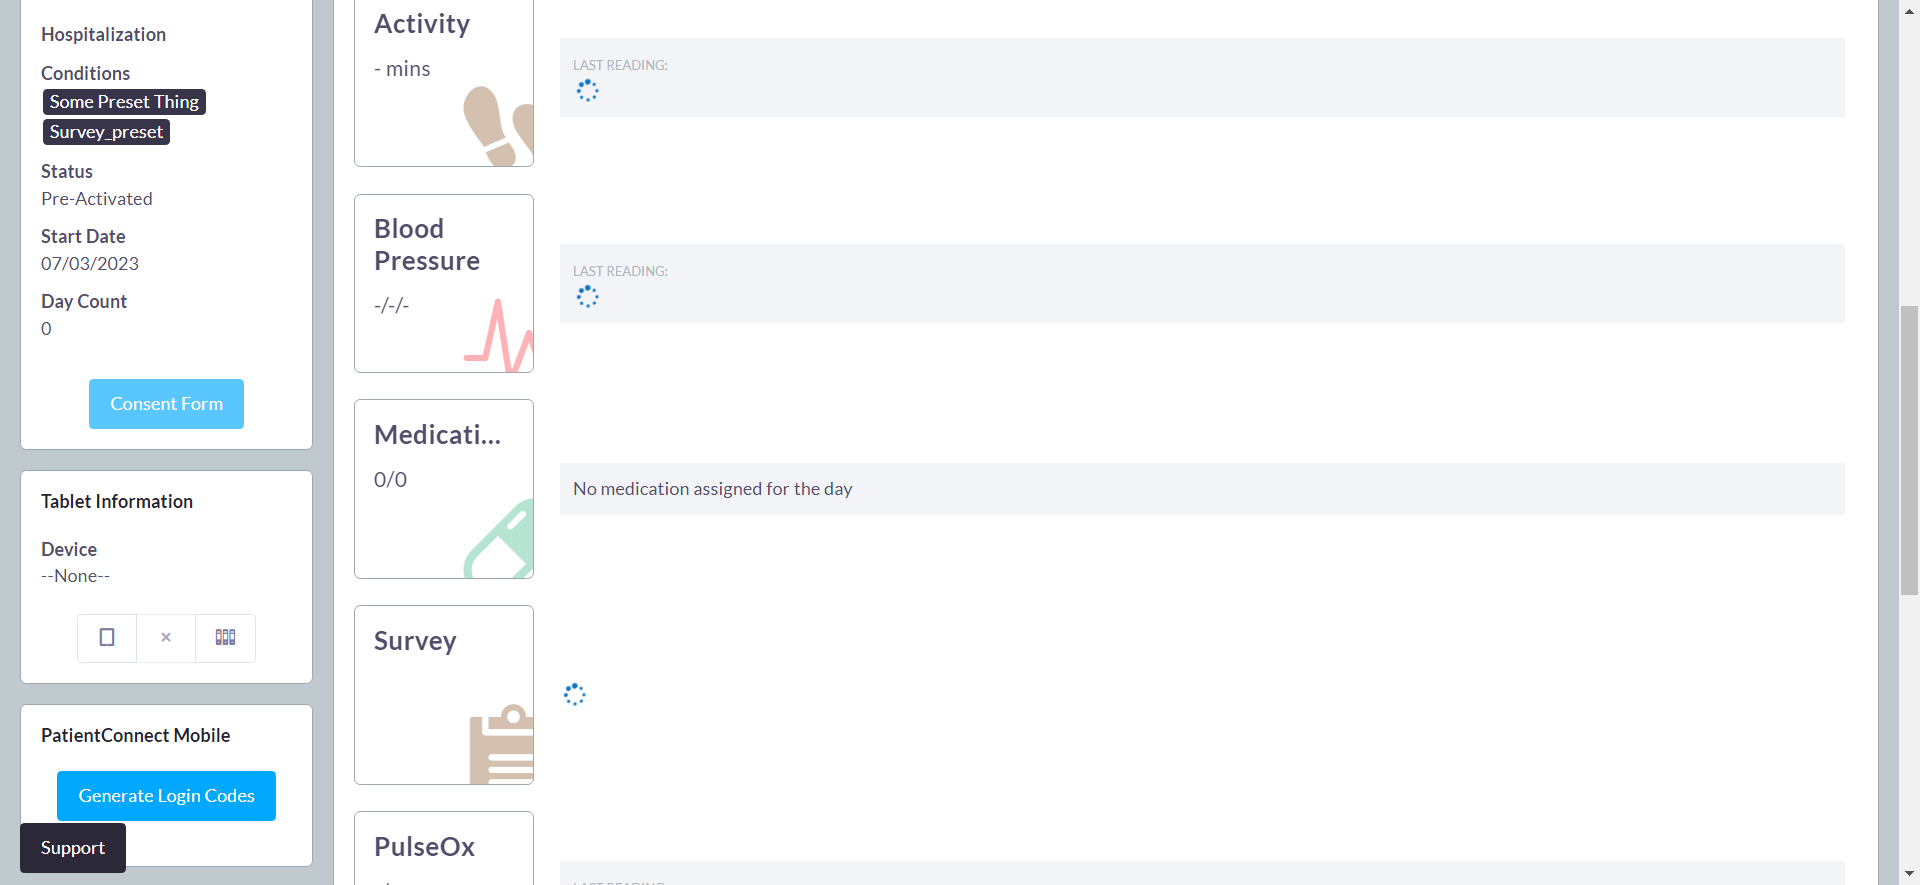 Hospitalization
Conditions
Some Preset Thing
Survey_preset
Status
Pre-Activated
Start Date
07/03/2023
Day Count
0
Consent Form
Tablet Information
Device
--None--
PatientConnect Mobile
Generate Login Codes
Support
Activity
- mins
LAST READING:
Blood
Pressure
-/-/-
LAST READING:
Medicati...
0/0
No medication assigned for the day
Survey
PulseOx
LAST READING: